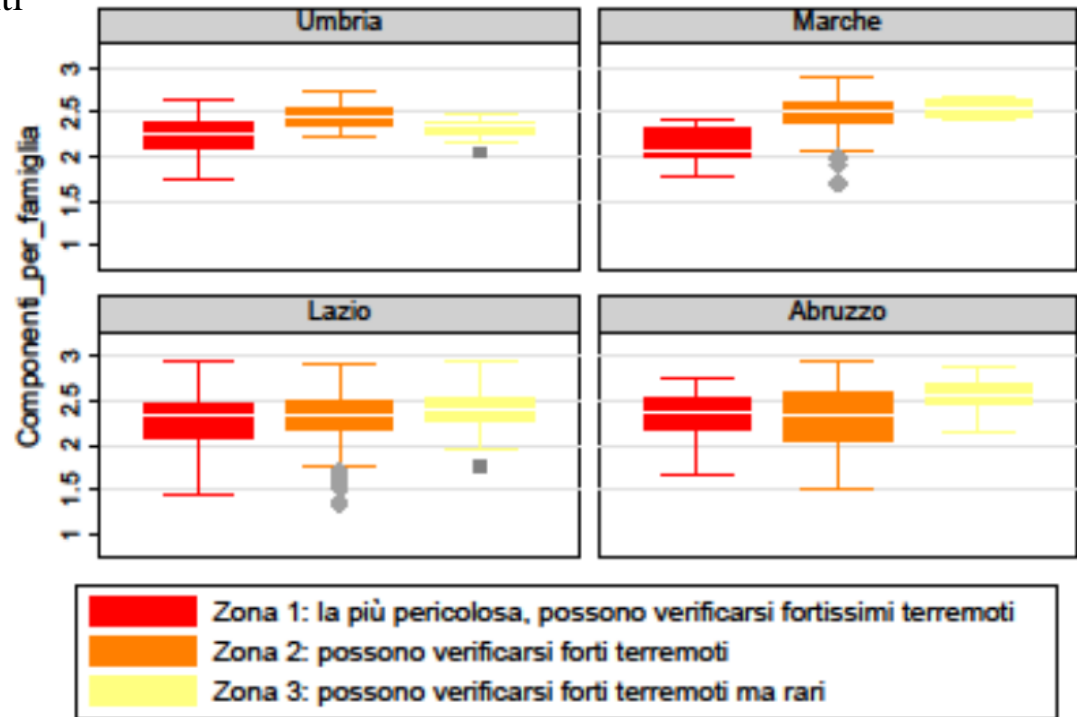 Umbria
Marche
3
2.5
2
1.5
1
Componenti_per_famiglia
Lazio
Abruzzo
3
2.5
2
1.5
1
Zona 1: la più pericolosa, possono verificarsi fortissimi terremoti
Zona 2: possono verificarsi forti terremoti
Zona 3: possono verificarsi forti terremoti ma rari